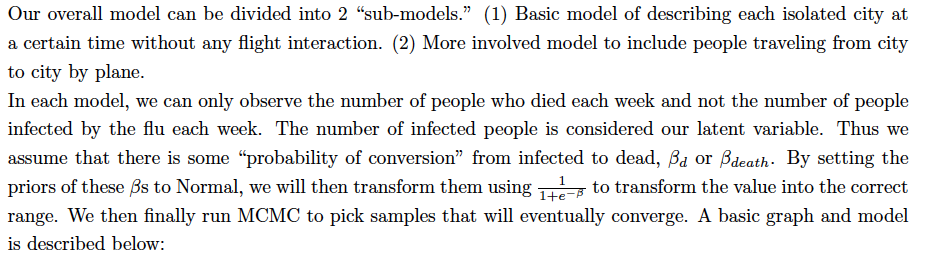 Our overall model can be divided into 2 “sub-models.” (1) Basic model of describing each isolated city at
a certain time without any flight interaction. (2) More involved model to include people traveling from city
to city by plane.
In each model, we can only observe the number of people who died each week and not the number of people
infected by the flu each week. The number of infected people is considered our latent variable. Thus we
assume that there is some “probability of conversion” from infected to dead, β_d or β_{death}. By setting the
priors of these βs to Normal, we will then transform them using \frac{1}{1+e^{-β}} to transform the value into the correct
range. We then finally run MCMC to pick samples that will eventually converge. A basic graph and model
is described below: